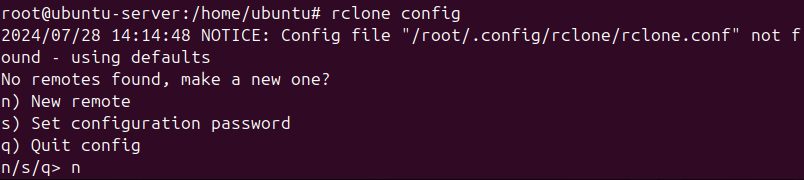 root@ubuntu-server:/home/ubuntu# rclone config
2024/07/28 14:14:48 NOTICE: Config file "/root/.config/rclone/rclone.conf" not f
ound - using defaults
No remotes found, make a new one?
n) New remote
s) Set configuration password
q) Quit config
n/s/q> n